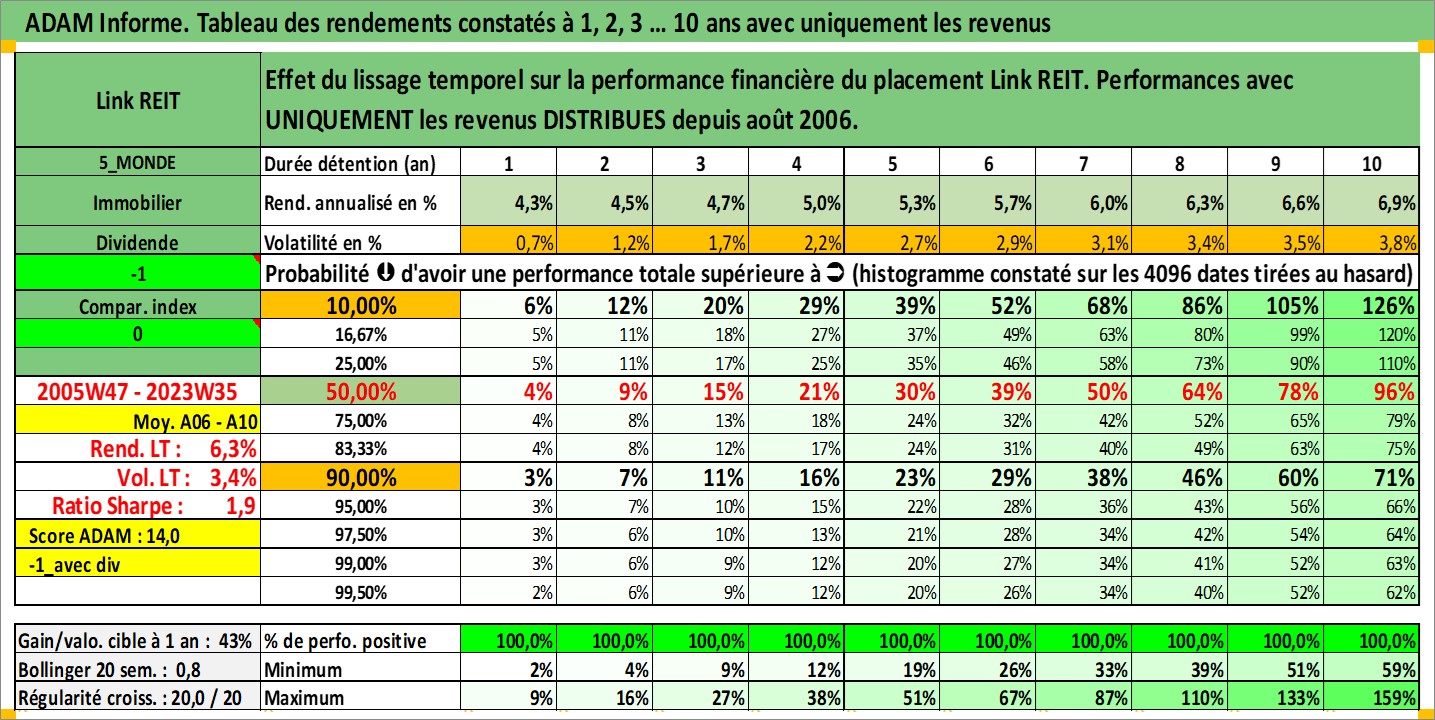 ADAM Informe. Tableau des rendements constatés à 1, 2, 3 ... 10 ans avec uniquement les revenus
Link REIT
Effet du lissage temporel sur la performance financière du placement Link REIT. Performances avec
UNIQUEMENT les revenus DISTRIBUES depuis août 2006.
5_MONDE Durée détention (an) 1 2 3 4 5 6 7 8 9 10
Immobilier Rend. annualisé en % 4,3% 4,5% 4,7% 5,0% 5,3% 5,7% 6,0% 6,3% 6,6% 6,9%
Dividende Volatilité en % 0,7% 1,2% 1,7% 2,2% 2,7% 2,9% 3,1% 3,4% 3,5% 3,8%
-1 Probabilité d'avoir une performance totale supérieure à (histogramme constaté sur les 4096 dates tirées au hasard)
Compar. index 10,00% 6% 12% 20% 29% 39% 52% 68% 86% 105% 126%
0 16,67% 5% 11% 18% 27% 37% 49% 63% 80% 99% 120%
25,00% 5% 11% 17% 25% 35% 46% 58% 73% 90% 110%
2005W47 - 2023W35 50,00% 4% 9% 15% 21% 30% 39% 50% 64% 78% 96%
Moy. A06 - A10 75,00% 4% 8% 13% 18% 24% 32% 42% 52% 65% 79%
Rend. LT : 6,3% 83,33% 4% 8% 12% 17% 24% 31% 40% 49% 63% 75%
Vol. LT : 3,4% 90,00% 3% 7% 11% 16% 23% 29% 38% 46% 60% 71%
Ratio Sharpe : 1,9 95,00% 3% 7% 10% 15% 22% 28% 36% 43% 56% 66%
Score ADAM : 14,0 97,50% 3% 6% 10% 13% 21% 28% 34% 42% 54% 64%
-1_avec div 99,00% 3% 6% 9% 12% 20% 27% 34% 41% 52% 63%
99,50% 2% 6% 9% 12% 20% 26% 34% 40% 52% 62%
Gain/valo. cible à 1 an : 43% % de perfo. positive 100,0% 100,0% 100,0% 100,0% 100,0% 100,0% 100,0% 100,0% 100,0% 100,0%
Bollinger 20 sem. : 0,8 Minimum 2% 4% 9% 12% 19% 26% 33% 39% 51% 59%
Régularité croiss. : 20,0 / 20 Maximum 9% 16% 27% 38% 51% 67% 87% 110% 133% 159%